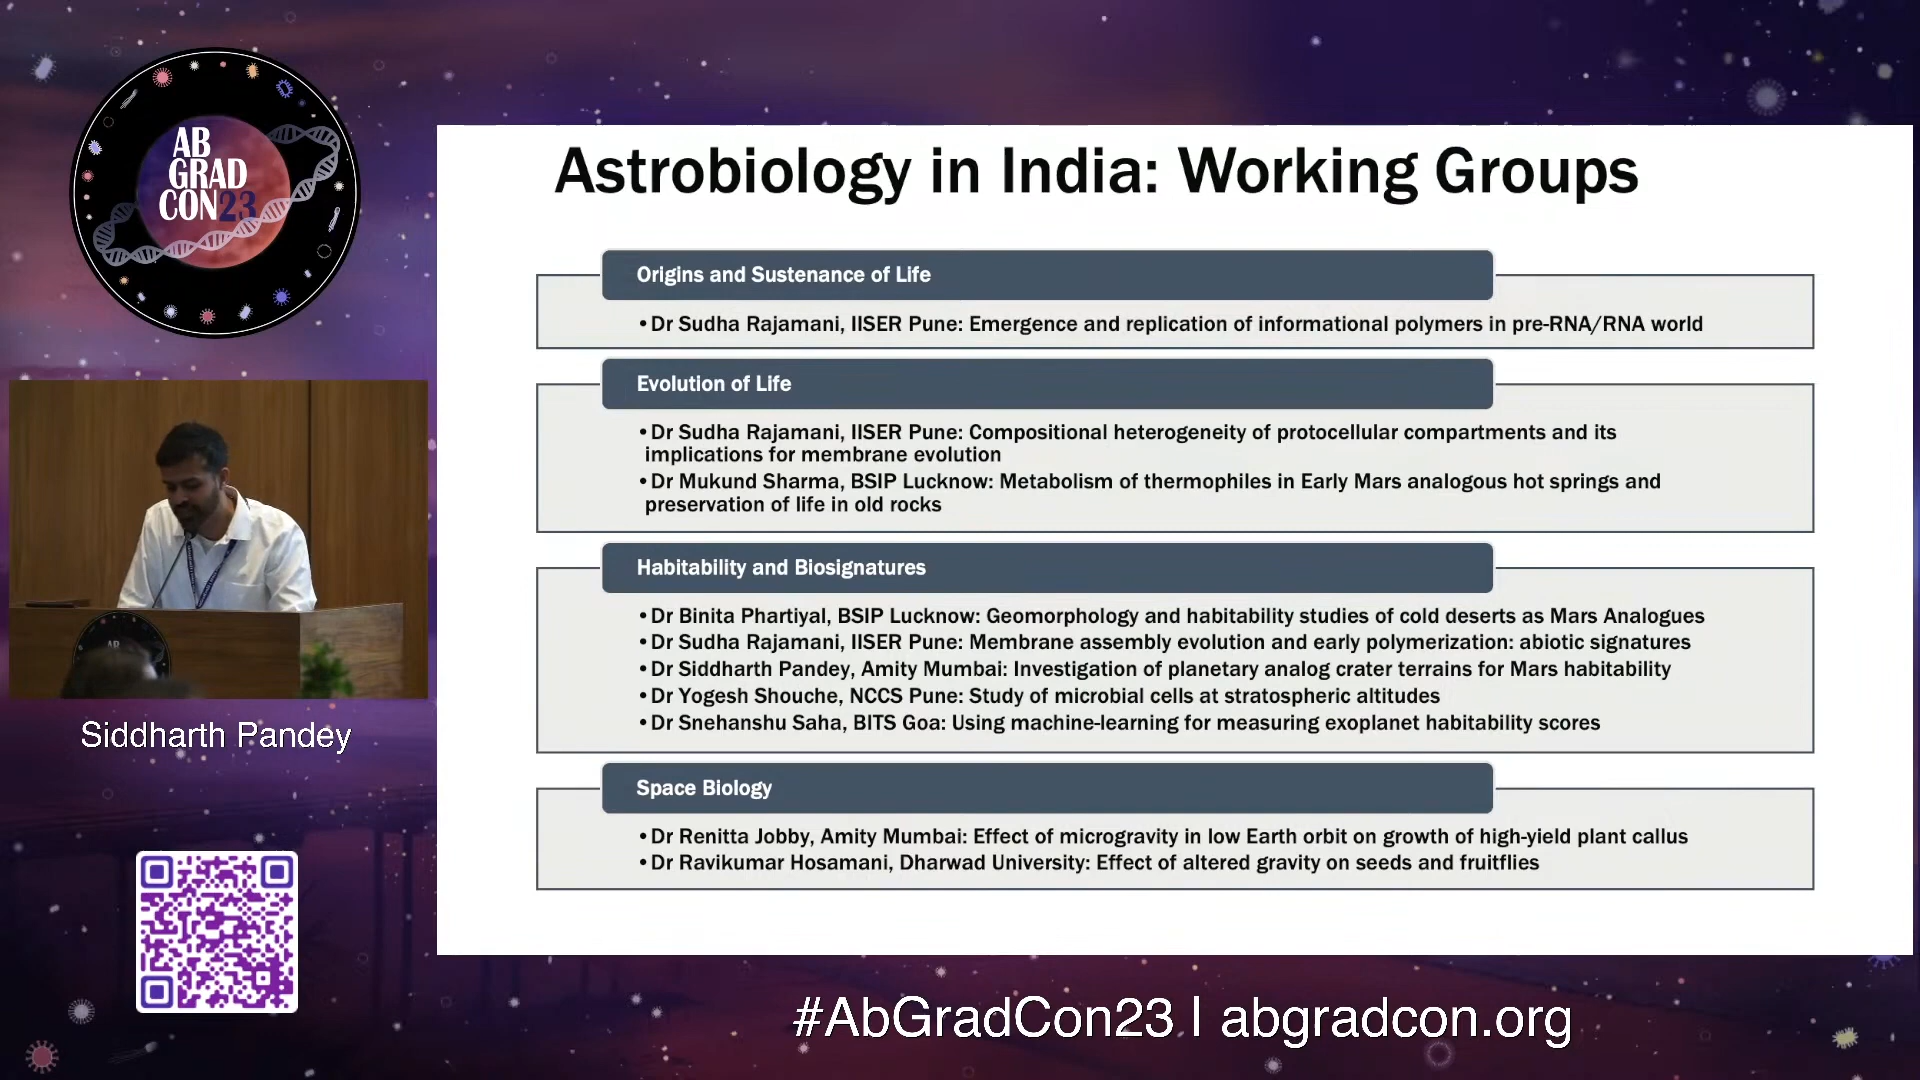 AB
GRAD
CON23
Astrobiology in India: Working Groups
Origins and Sustenance of Life
•Dr Sudha Rajamani, IISER Pune: Emergence and replication of informational polymers in pre-RNA/RNA world
Evolution of Life
•Dr Sudha Rajamani, IISER Pune: Compositional heterogeneity of protocellular compartments and its
implications for membrane evolution
•Dr Mukund Sharma, BSIP Lucknow: Metabolism of thermophiles in Early Mars analogous hot springs and
preservation of life in old rocks
Habitability and Biosignatures
•Dr Binita Phartiyal, BSIP Lucknow: Geomorphology and habitability studies of cold deserts as Mars Analogues
•Dr Sudha Rajamani, IISER Pune: Membrane assembly evolution and early polymerization: abiotic signatures
•Dr Siddharth Pandey, Amity Mumbai: Investigation of planetary analog crater terrains for Mars habitability
•Dr Yogesh Shouche, NCCS Pune: Study of microbial cells at stratospheric altitudes
•Dr Snehanshu Saha, BITS Goa: Using machine-learning for measuring exoplanet habitability scores
Space Biology
•Dr Renitta Jobby, Amity Mumbai: Effect of microgravity in low Earth orbit on growth of high-yield plant callus
•Dr Ravikumar Hosamani, Dharwad University: Effect of altered gravity on seeds and fruitflies
AB
Siddharth Pandey
#AbGradCon23 | abgradcon.org